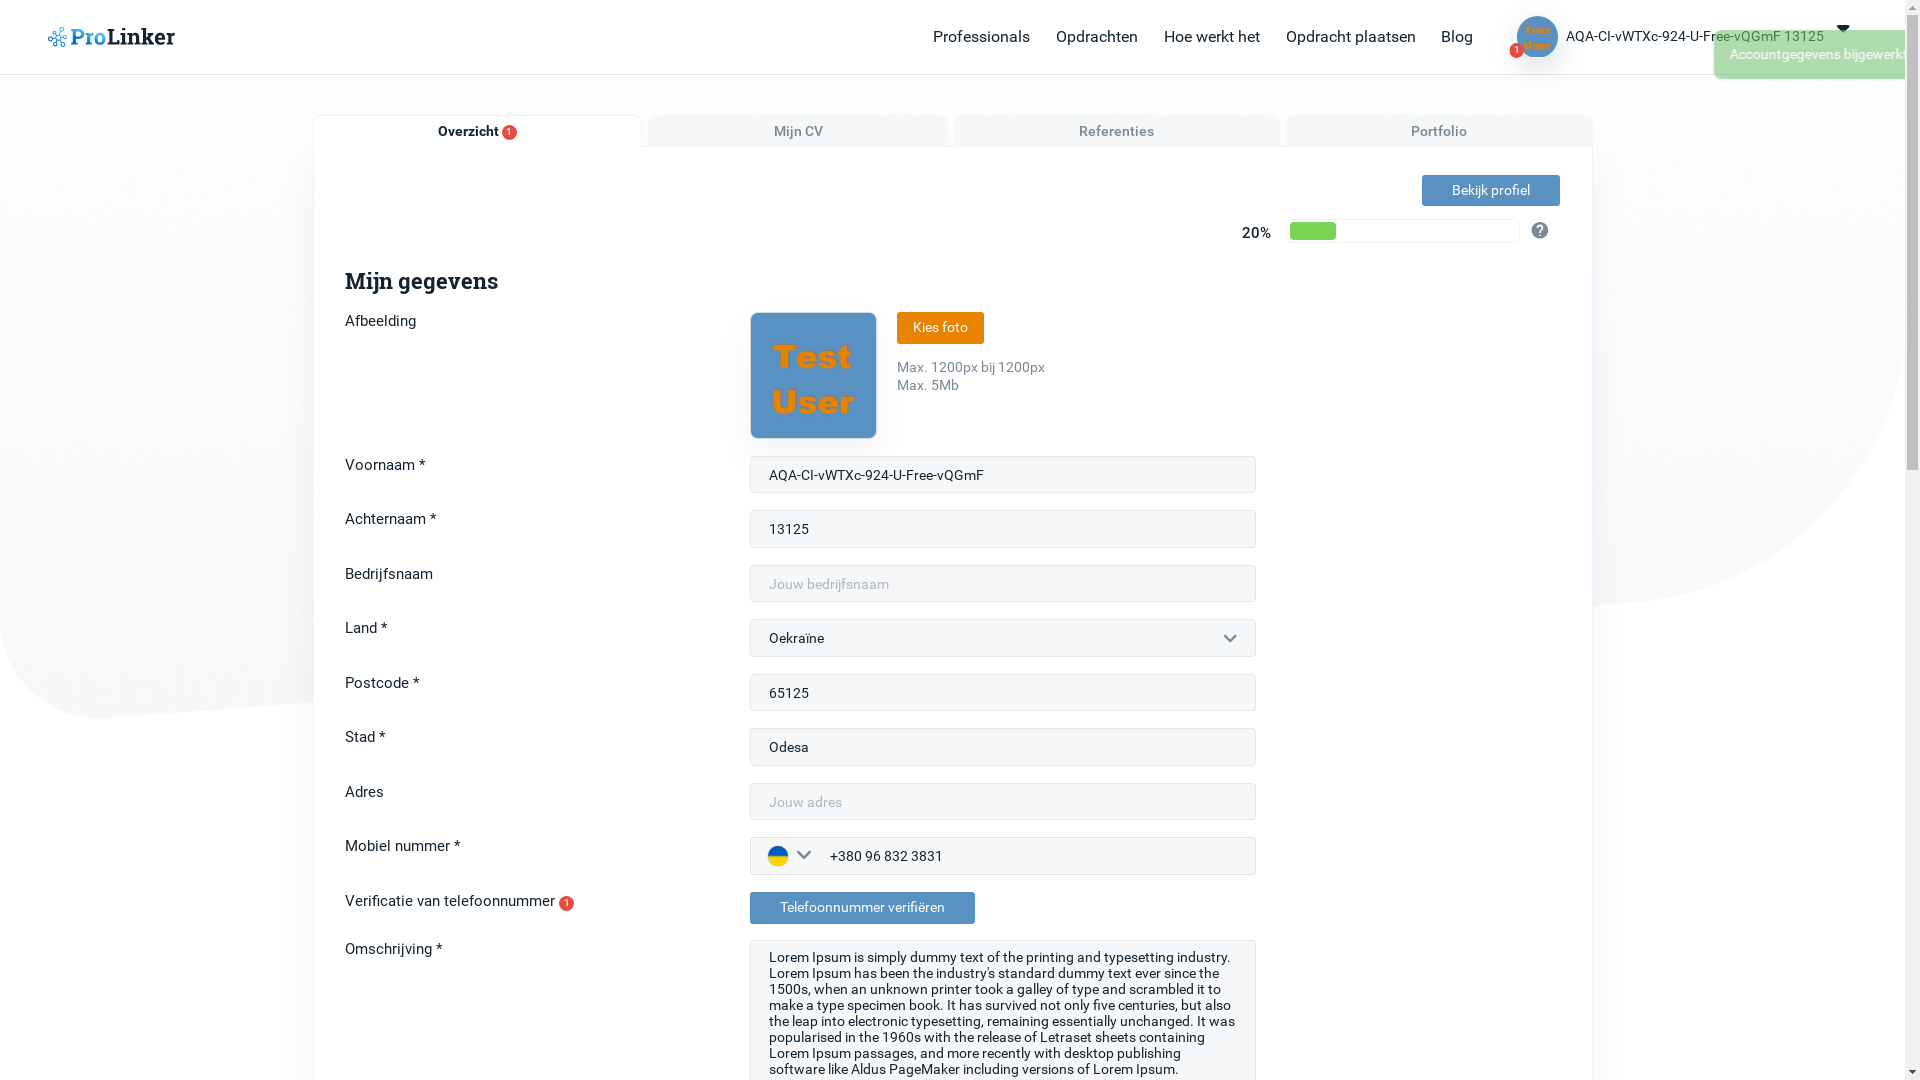 ProLinker
Professionals
Opdrachten
Hoe werkt het
Opdracht plaatsen
Blog
Test
User
1
AQA-CI-vWTXc-924-U-Free-vQGmF 13125
Accountgegevens bijgewerkt
Overzicht 1
Mijn CV
Referenties
Portfolio
Bekijk profiel
20%
?
Mijn gegevens
Afbeelding
Test
User
Kies foto
Max. 1200px bij 1200px
Max. 5Mb
Voornaam *
AQA-CI-vWTXc-924-U-Free-vQGmF
Achternaam *
13125
Bedrijfsnaam
Jouw bedrijfsnaam
Land *
Oekraïne
Postcode *
65125
Stad *
Odesa
Adres
Jouw adres
Mobiel nummer *
+380 96 832 3831
Verificatie van telefoonnummer 1
Telefoonnummer verifiëren
Omschrijving *
Lorem Ipsum is simply dummy text of the printing and typesetting industry.
Lorem Ipsum has been the industry's standard dummy text ever since the
1500s, when an unknown printer took a galley of type and scrambled it to
make a type specimen book. It has survived not only five centuries, but also
the leap into electronic typesetting, remaining essentially unchanged. It was
popularised in the 1960s with the release of Letraset sheets containing
Lorem Ipsum passages, and more recently with desktop publishing
software like Aldus PageMaker including versions of Lorem Ipsum.